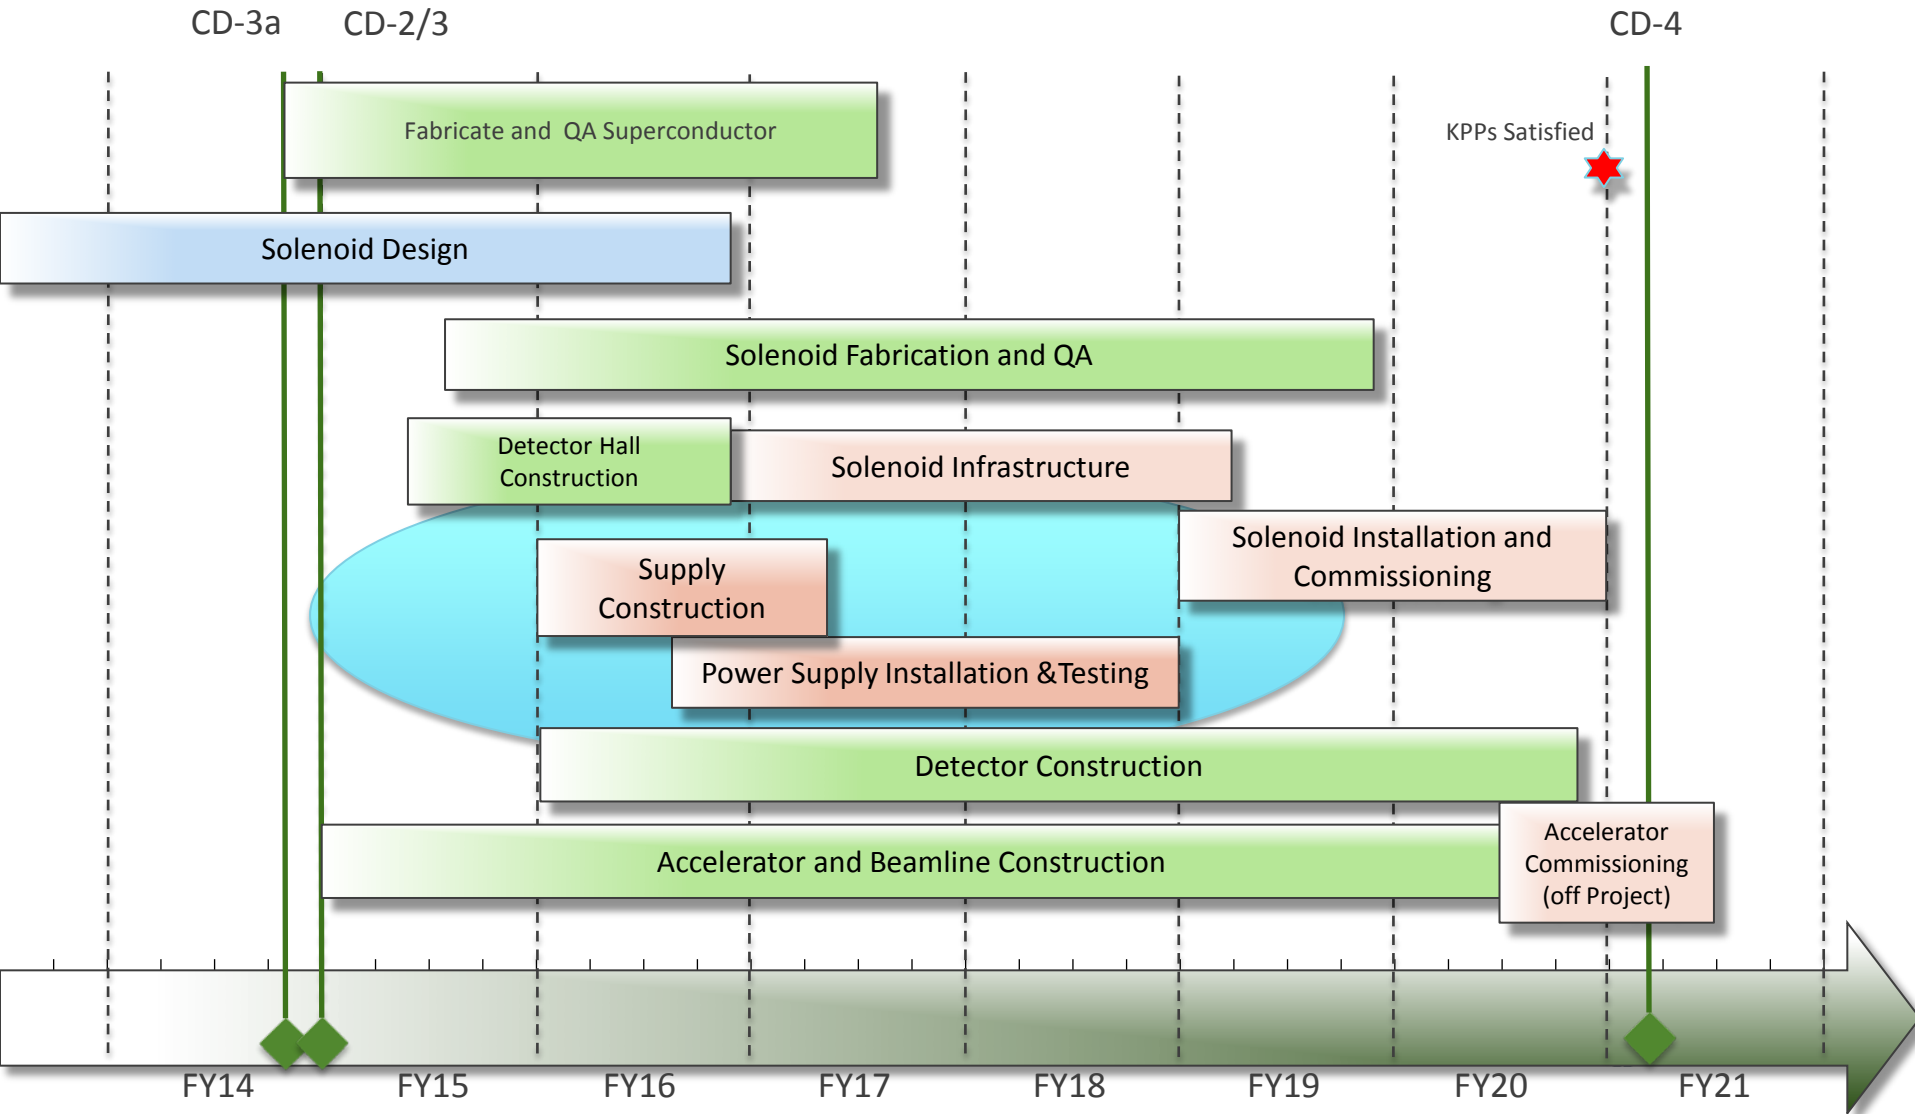 CD-3a
CD-2/3
CD-4
Fabricate and QA Superconductor
KPPs Satisfied
Solenoid Design
Solenoid Fabrication and QA
Detector Hall
Construction
Solenoid Infrastructure
Solenoid Installation and
Commissioning
Supply
Construction
Power Supply Installation &Testing
Detector Construction
Accelerator and Beamline Construction
Accelerator
Commissioning
(off Project)
FY14
FY15
FY16
FY17
FY18
FY19
FY20
FY21